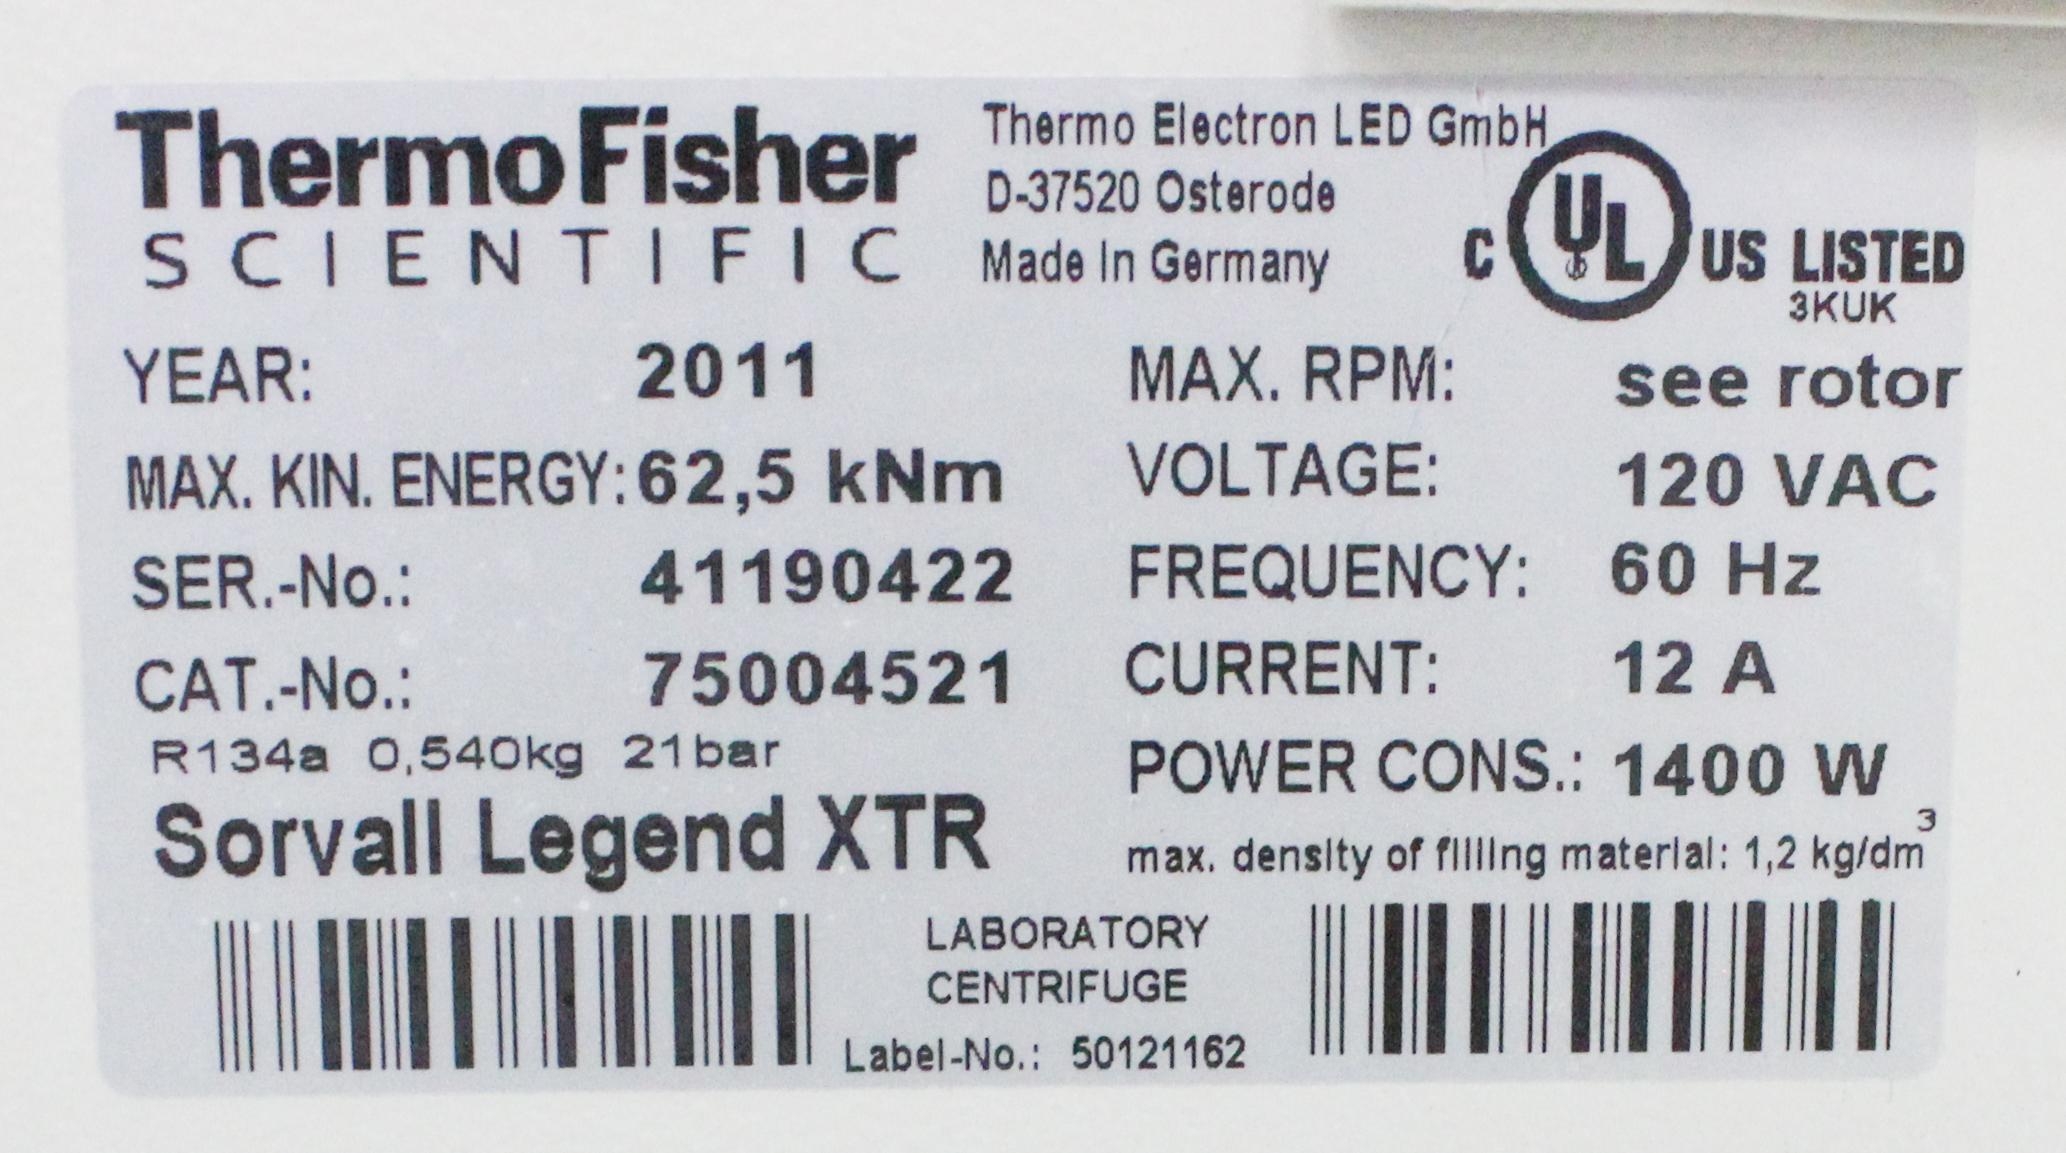 ThermoFisher
SCIENTIFIC
Thermo Electron LED GmbH
D-37520 Osterode
Made In Germany
C UL US LISTED
3KUK
YEAR: 2011
MAX. KIN. ENERGY: 62,5 kNm
SER.-No.: 41190422
CAT.-No.: 75004521
R134a 0,540kg 21bar
Sorvall Legend XTR
MAX. RPM: see rotor
VOLTAGE: 120 VAC
FREQUENCY: 60 Hz
CURRENT: 12 A
POWER CONS.: 1400 W
max. density of filling material: 1,2 kg/dm³
LABORATORY
CENTRIFUGE
Label-No.: 50121162